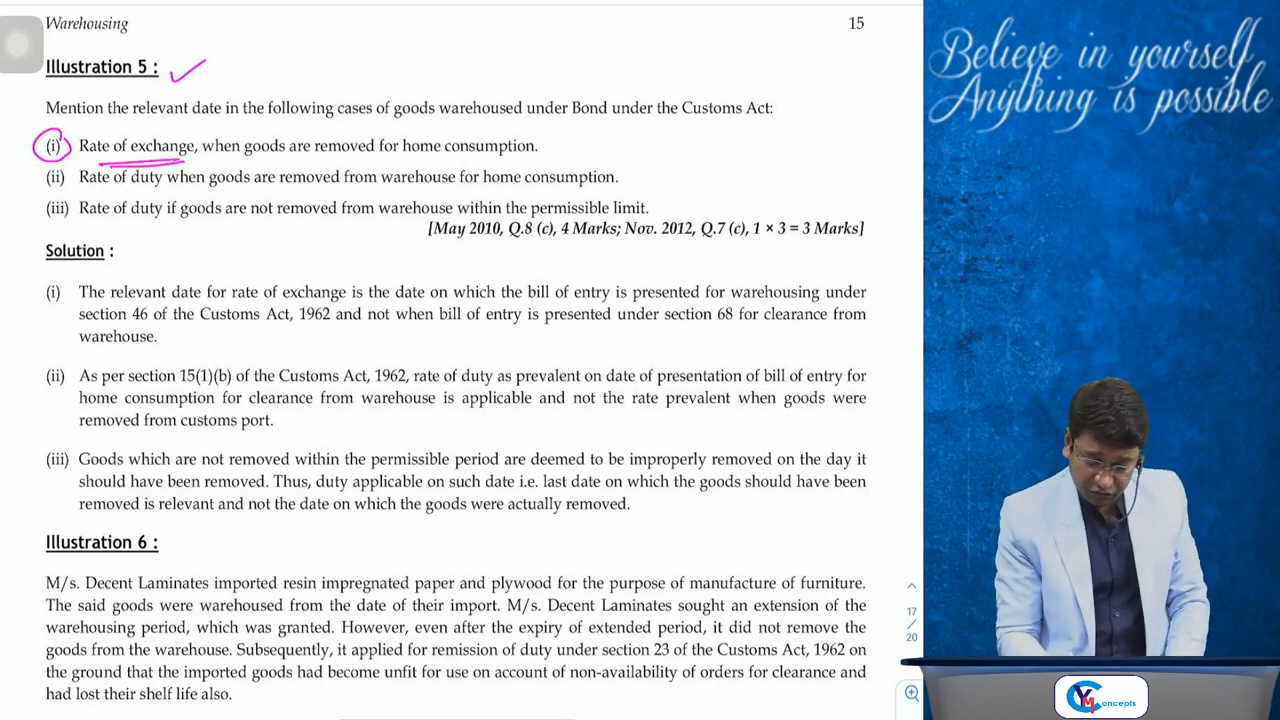 Warehousing 15
Illustration 5 :
Mention the relevant date in the following cases of goods warehoused under Bond under the Customs Act:
(i) Rate of exchange, when goods are removed for home consumption.
(ii) Rate of duty when goods are removed from warehouse for home consumption.
(iii) Rate of duty if goods are not removed from warehouse within the permissible limit.
[May 2010, Q.8 (c), 4 Marks; Nov. 2012, Q.7 (c), 1 × 3 = 3 Marks]
Solution :
(i) The relevant date for rate of exchange is the date on which the bill of entry is presented for warehousing under
section 46 of the Customs Act, 1962 and not when bill of entry is presented under section 68 for clearance from
warehouse.
(ii) As per section 15(1)(b) of the Customs Act, 1962, rate of duty as prevalent on date of presentation of bill of entry for
home consumption for clearance from warehouse is applicable and not the rate prevalent when goods were
removed from customs port.
(iii) Goods which are not removed within the permissible period are deemed to be improperly removed on the day it
should have been removed. Thus, duty applicable on such date i.e. last date on which the goods should have been
removed is relevant and not the date on which the goods were actually removed.
Illustration 6 :
M/s. Decent Laminates imported resin impregnated paper and plywood for the purpose of manufacture of furniture.
The said goods were warehoused from the date of their import. M/s. Decent Laminates sought an extension of the
warehousing period, which was granted. However, even after the expiry of extended period, it did not remove the
goods from the warehouse. Subsequently, it applied for remission of duty under section 23 of the Customs Act, 1962 on
the ground that the imported goods had become unfit for use on account of non-availability of orders for clearance and
had lost their shelf life also.
Believe in yourself
Anything is possible
17
/
20
YM Concepts